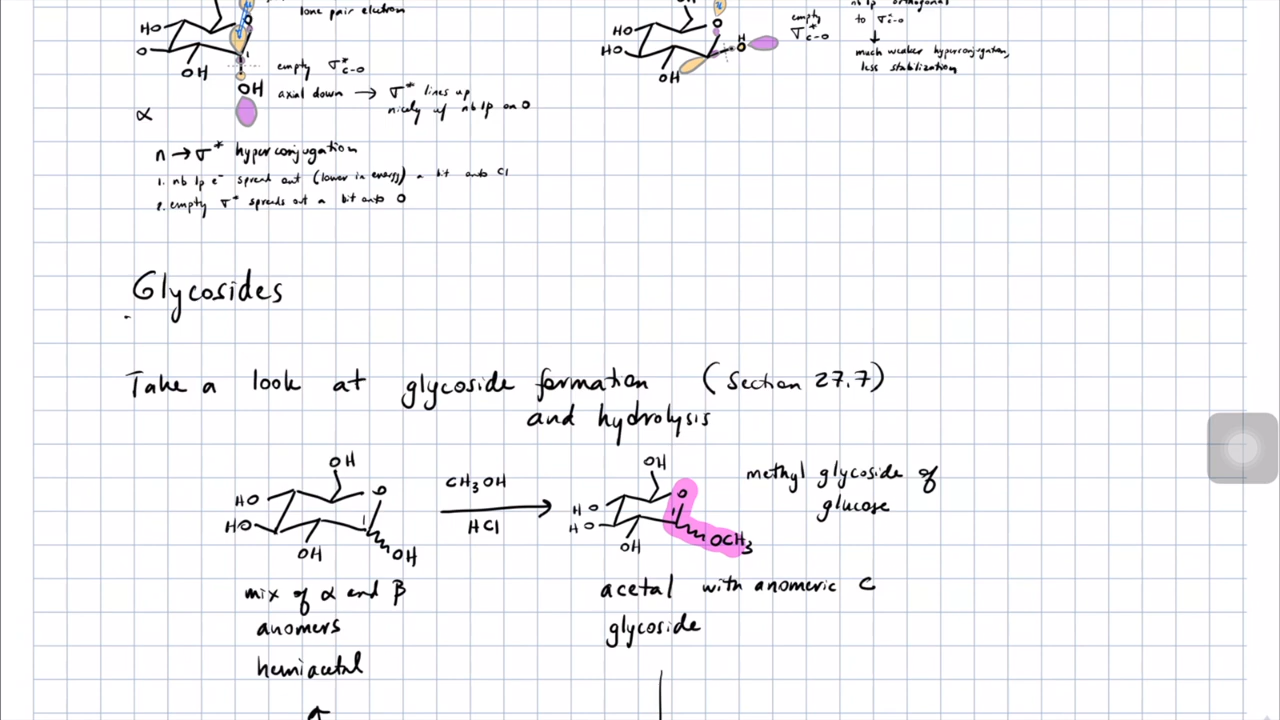 lone pair electron
HO
O
O
OH
1
empty σ*c-o
OH
axial down → σ* lines up
nicely w/ nb lp on O
α
n → σ* hyperconjugation
1. nb lp e⁻ spread out (lower in energy) a bit onto C1
2. empty σ* spreads out a bit onto O
HO
HO
O
OH
H
O
empty
σ*c-o
nb lp orthogonal
to σ*c-o
↓
much weaker hyperconjugation,
less stabilization
Glycosides
Take a look at glycoside formation (Section 27.7)
and hydrolysis
OH
HO
HO
O
1
OH
OH
mix of α and β
anomers
hemiacetal
CH3OH
HCl
OH
HO
HO
O
1
OH
OCH3
methyl glycoside of
glucose
acetal with anomeric C
glycoside